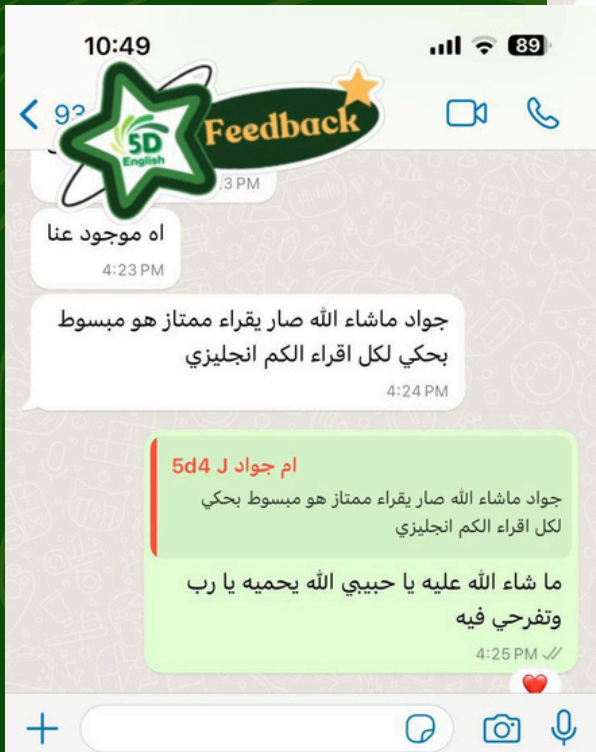 10:49
89
93
5D
English
Feedback
.3 PM
اه موجود عنا
4:23 PM
جواد ماشاء الله صار يقراء ممتاز هو مبسوط
بحكي لكل اقراء الكم انجليزي
4:24 PM
ام جواد 5d4 J
جواد ماشاء الله صار يقراء ممتاز هو مبسوط بحكي
لكل اقراء الكم انجليزي
ما شاء الله عليه يا حبيبي الله يحميه يا رب
وتفرحي فيه
4:25 PM